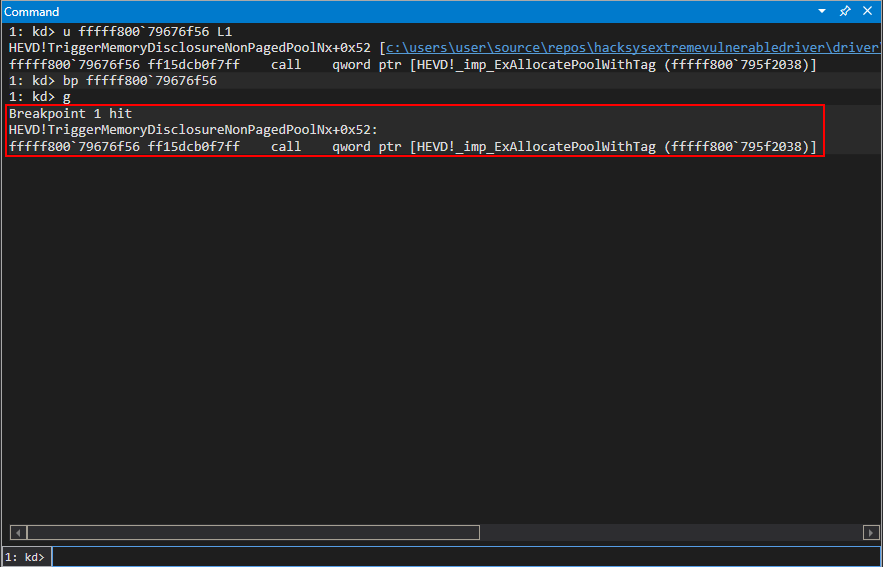 Command
1: kd> u fffff800`79676f56 L1
HEVD!TriggerMemoryDisclosureNonPagedPoolNx+0x52 [c:\users\user\source\repos\hacksysextremevulnerabledriver\driver\
fffff800`79676f56 ff15dcb0f7ff    call    qword ptr [HEVD!_imp_ExAllocatePoolWithTag (fffff800`795f2038)]
1: kd> bp fffff800`79676f56
1: kd> g
Breakpoint 1 hit
HEVD!TriggerMemoryDisclosureNonPagedPoolNx+0x52:
fffff800`79676f56 ff15dcb0f7ff    call    qword ptr [HEVD!_imp_ExAllocatePoolWithTag (fffff800`795f2038)]
1: kd>